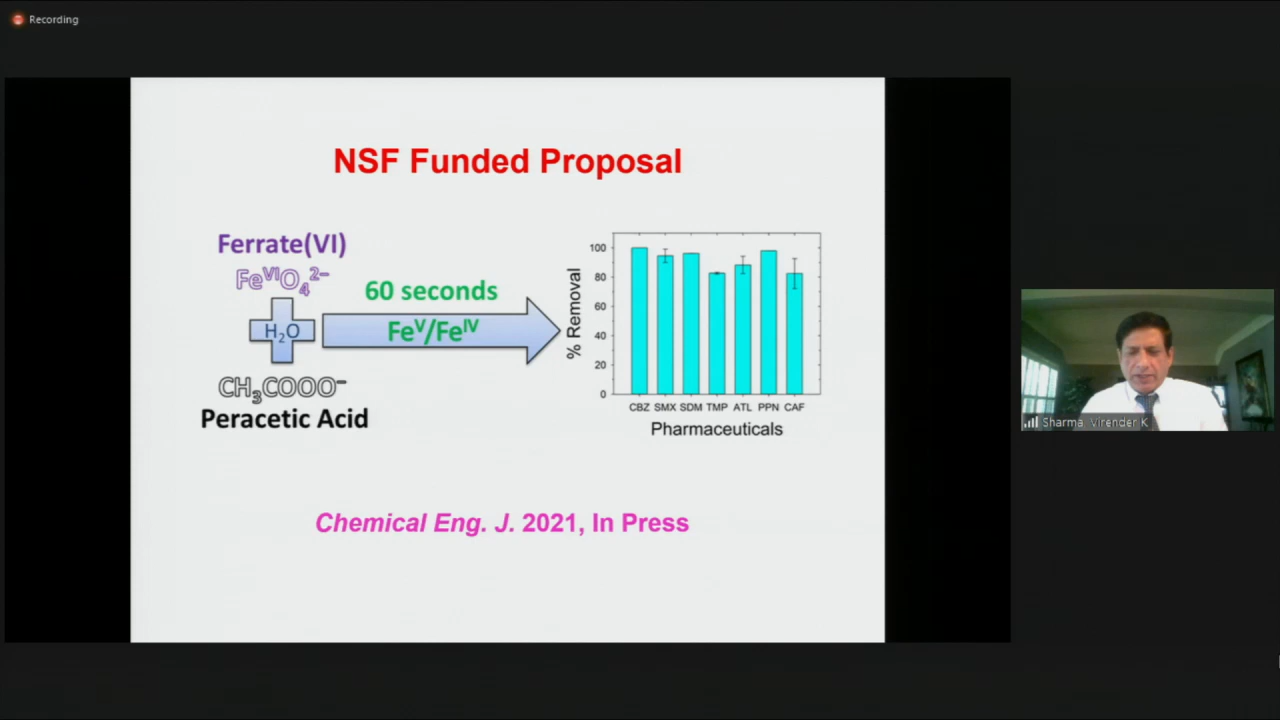 Recording
NSF Funded Proposal
Ferrate(VI)
Fe^VI O₄²⁻
H₂O
CH₃COOO⁻
Peracetic Acid
60 seconds
Fe^V/Fe^IV
% Removal
100
80
60
40
20
0
CBZ SMX SDM TMP ATL PPN CAF
Pharmaceuticals
Chemical Eng. J. 2021, In Press
Sharma Virender K